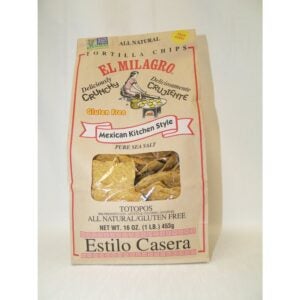 ALL NATURAL
TORTILLA CHIPS
EL MILAGRO
Deliciously
CRUNCHY
Deliciosamente
CRUJIENTE
Gluten Free
Mexican Kitchen Style
PURE SEA SALT
TOTOPOS
ALL NATURAL/GLUTEN FREE
NET WT. 16 OZ. (1 LB.) 453g
Estilo Casera